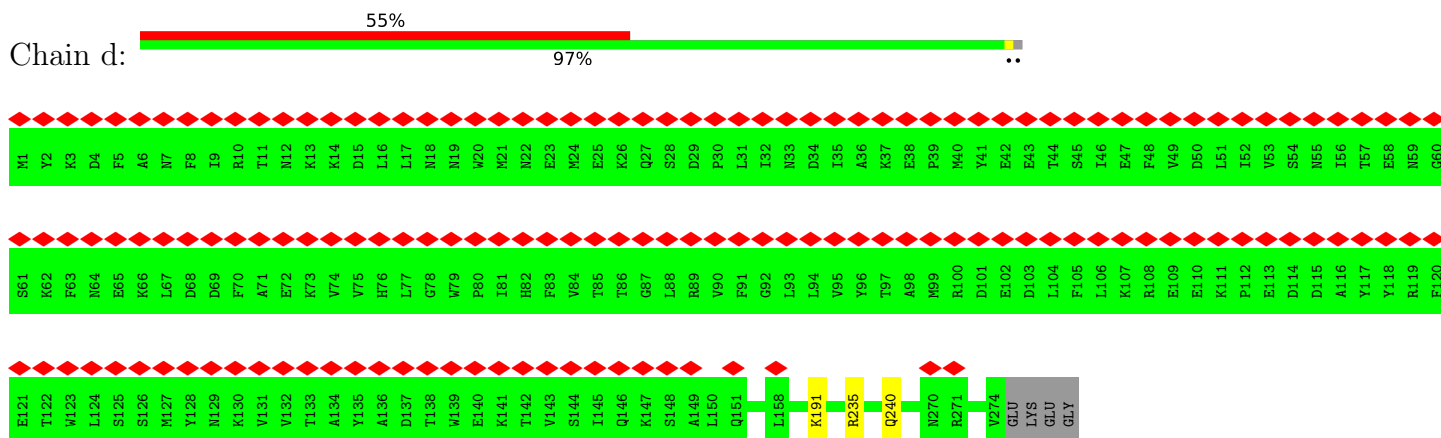 55%
Chain d:
97%
••
M1 Y2 K3 D4 F5 A6 N7 F8 I9 R10 T11 N12 K13 K14 D15 L16 L17 N18 N19 W20 M21 N22 E23 M24 E25 K26 Q27 S28 D29 P30 L31 I32 N33 D34 I35 A36 K37 E38 P39 M40 Y41 E42 E43 T44 S45 I46 E47 F48 V49 D50 L51 I52 V53 S54 N55 I56 T57 E58 N59 G60
S61 K62 F63 N64 E65 K66 L67 D68 D69 F70 A71 E72 K73 V74 V75 H76 L77 G78 W79 P80 I81 H82 F83 V84 T85 T86 G87 L88 R89 V90 F91 G92 L93 L94 V95 Y96 T97 A98 M99 R100 D101 E102 D103 L104 F105 L106 K107 R108 E109 E110 K111 P112 E113 D114 D115 A116 Y117 Y118 R119 F120
E121 T122 W123 L124 S125 S126 M127 Y128 N129 K130 V131 V132 T133 A134 Y135 A136 D137 T138 W139 E140 K141 T142 V143 S144 I145 Q146 K147 S148 A149 L150 Q151 L158 K191 R235 Q240 N270 R271 V274 GLU LYS GLU GLY